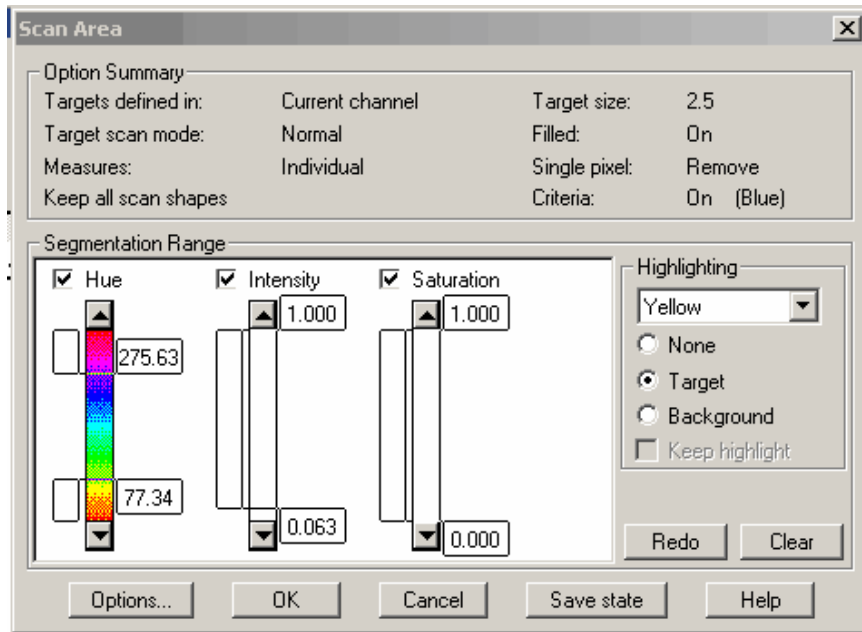 Scan Area
Option Summary
Targets defined in: Current channel Target size: 2.5
Target scan mode: Normal Filled: On
Measures: Individual Single pixel: Remove
Keep all scan shapes Criteria: On (Blue)
Segmentation Range
Hue Intensity Saturation
1.000 1.000
275.63
77.34
0.063
0.000
Highlighting
Yellow
None
Target
Background
Keep highlight
Redo Clear
Options... OK Cancel Save state Help